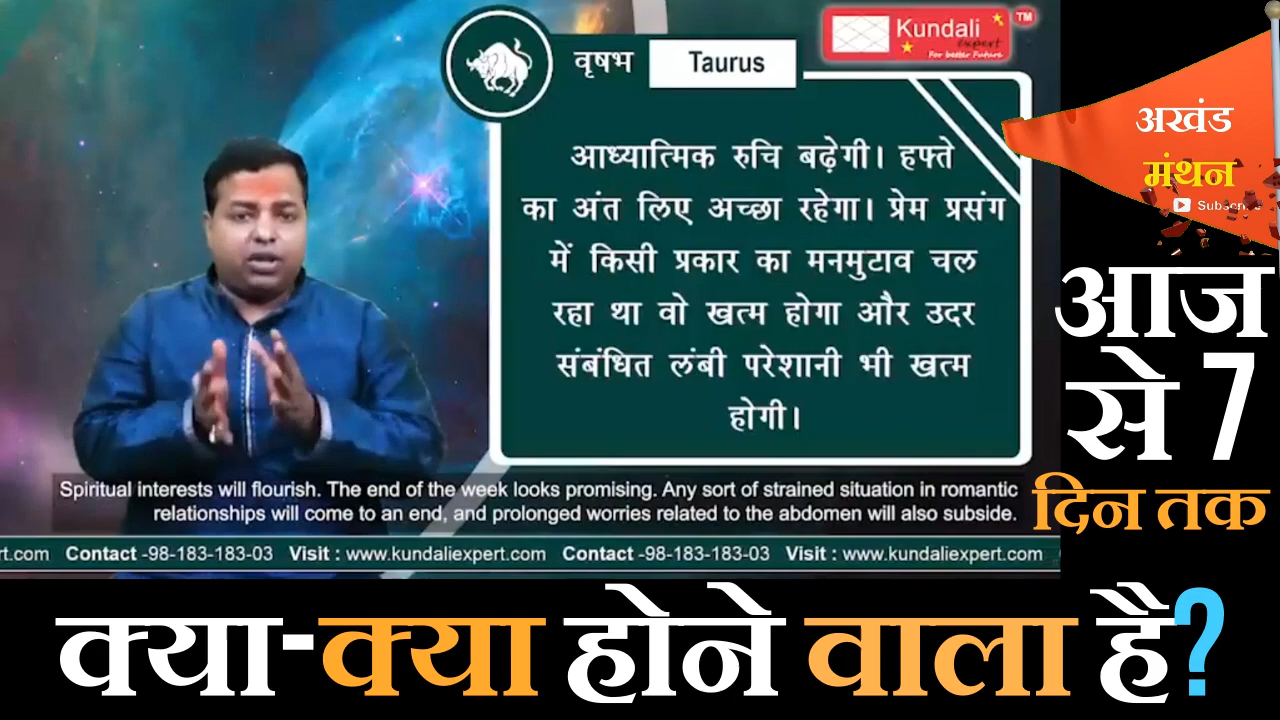 वृषभ
Taurus
Kundali
expert
For better Future
TM
आध्यात्मिक रुचि बढ़ेगी। हफ्ते
का अंत लिए अच्छा रहेगा। प्रेम प्रसंग
में किसी प्रकार का मनमुटाव चल
रहा था वो खत्म होगा और उदर
संबंधित लंबी परेशानी भी खत्म
होगी।
अखंड
मंथन
आज
से 7
दिन तक
Spiritual interests will flourish. The end of the week looks promising. Any sort of strained situation in romantic
relationships will come to an end, and prolonged worries related to the abdomen will also subside.
rt.com Contact -98-183-183-03 Visit : www.kundaliexpert.com Contact -98-183-183-03 Visit : www.kundaliexpert.com
क्या-क्या होने वाला है?